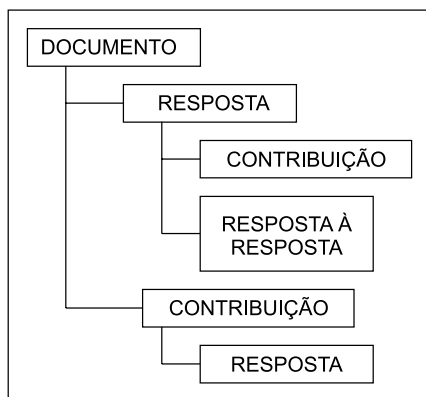 DOCUMENTO
RESPOSTA
CONTRIBUIÇÃO
RESPOSTA À
RESPOSTA
CONTRIBUIÇÃO
RESPOSTA